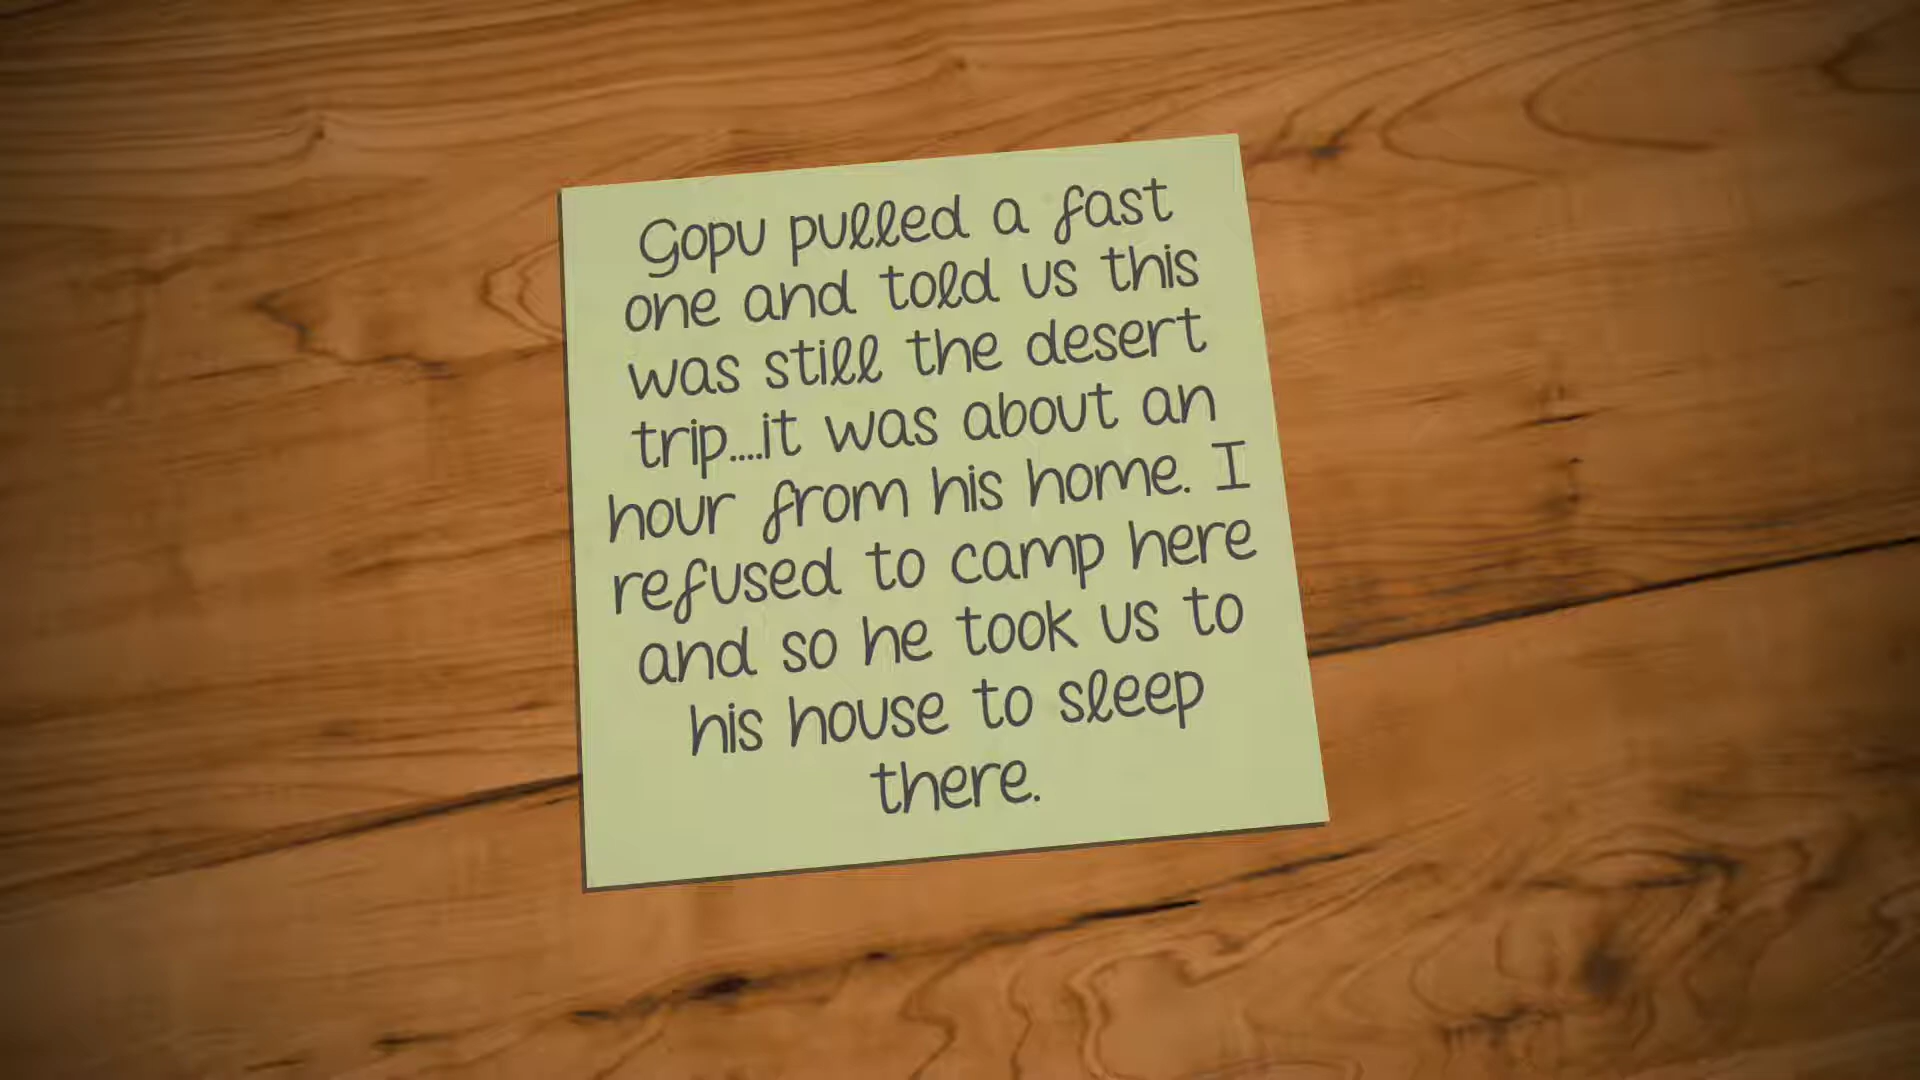 Gopu pulled a fast
one and told us this
was still the desert
trip....it was about an
hour from his home. I
refused to camp here
and so he took us to
his house to sleep
there.